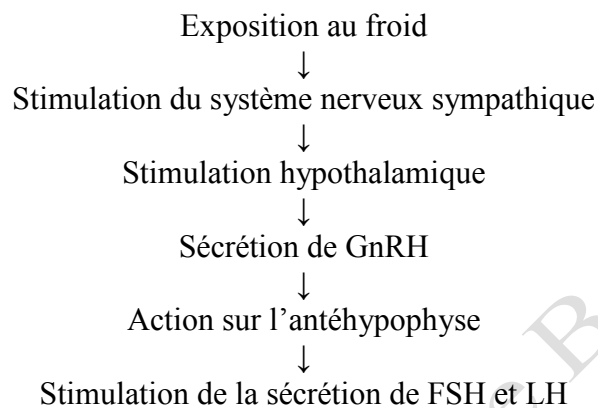 Exposition au froid
↓
Stimulation du système nerveux sympathique
↓
Stimulation hypothalamique
↓
Sécrétion de GnRH
↓
Action sur l’antéhypophyse
↓
Stimulation de la sécrétion de FSH et LH